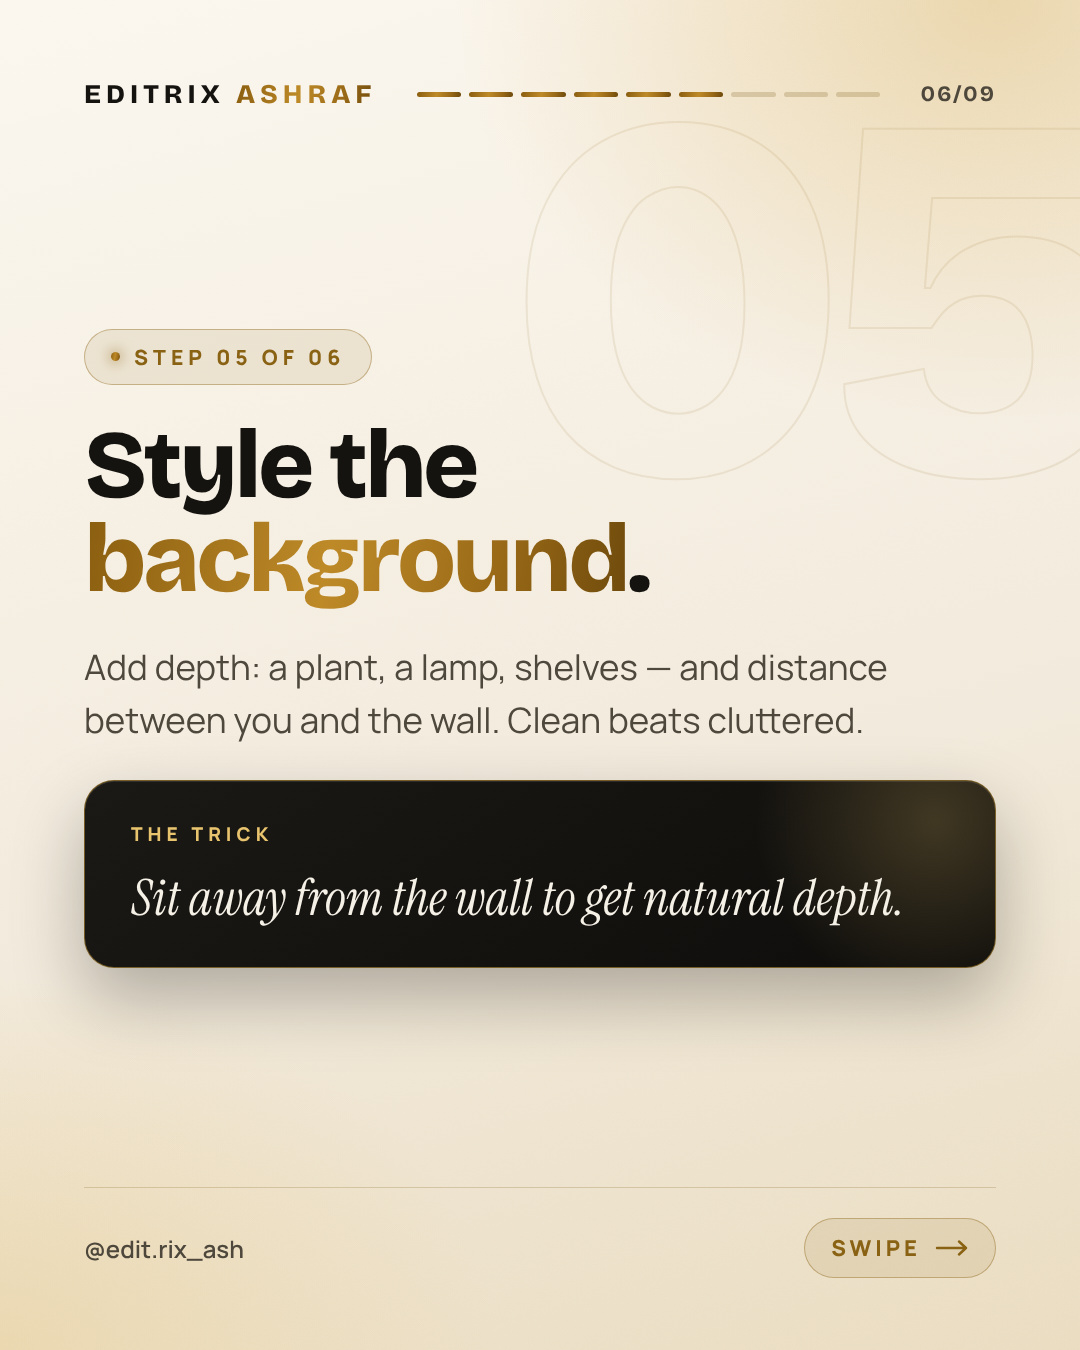 EDITRIX ASHRAF
06/09
05
STEP 05 OF 06
Style the
background.
Add depth: a plant, a lamp, shelves — and distance
between you and the wall. Clean beats cluttered.
THE TRICK
Sit away from the wall to get natural depth.
@edit.rix_ash
SWIPE →